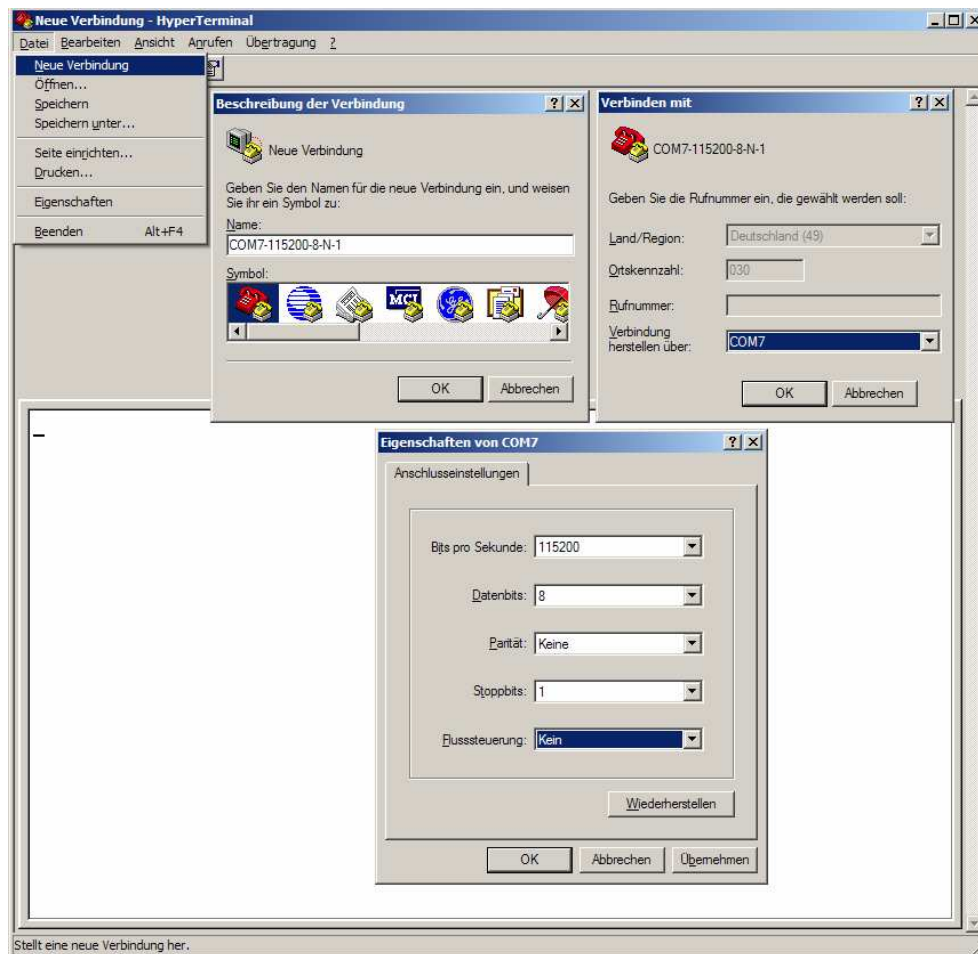 Neue Verbindung - HyperTerminal
Datei Bearbeiten Ansicht Anrufen Übertragung ?
Neue Verbindung
Öffnen...
Speichern
Speichern unter...
Seite einrichten...
Drucken...
Eigenschaften
Beenden Alt+F4
Beschreibung der Verbindung
Neue Verbindung
Geben Sie den Namen für die neue Verbindung ein, und weisen
Sie ihr ein Symbol zu:
Name:
COM7-115200-8-N-1
Symbol:
MCI
OK Abbrechen
Verbinden mit
COM7-115200-8-N-1
Geben Sie die Rufnummer ein, die gewählt werden soll:
Land/Region: Deutschland (49)
Ortskennzahl: 030
Rufnummer:
Verbindung
herstellen über: COM7
OK Abbrechen
Eigenschaften von COM7
Anschlusseinstellungen
Bits pro Sekunde: 115200
Datenbits: 8
Parität: Keine
Stoppbits: 1
Flusssteuerung: Kein
Wiederherstellen
OK Abbrechen Übernehmen
Stellt eine neue Verbindung her.